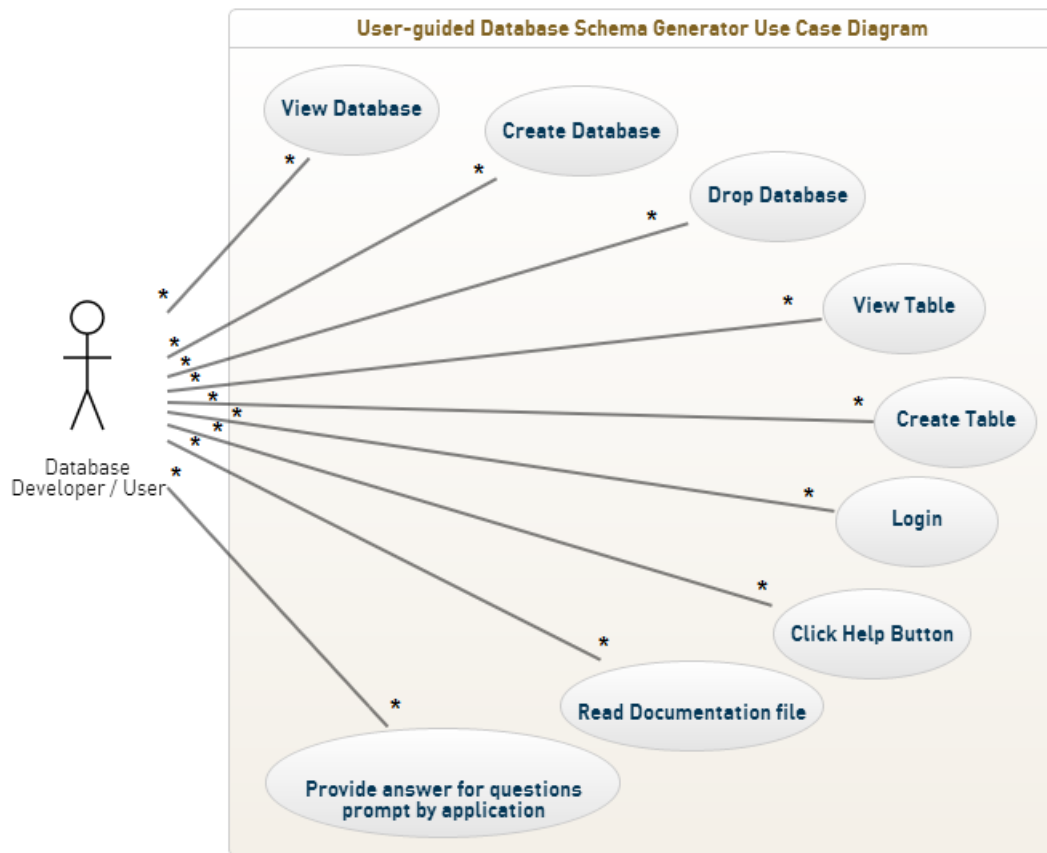 User-guided Database Schema Generator Use Case Diagram
View Database
*
Create Database
*
Drop Database
*
View Table
*
Create Table
*
Login
*
Click Help Button
*
Read Documentation file
*
Provide answer for questions
prompt by application
*
*
*
*
*
*
*
*
*
*
Database
Developer / User